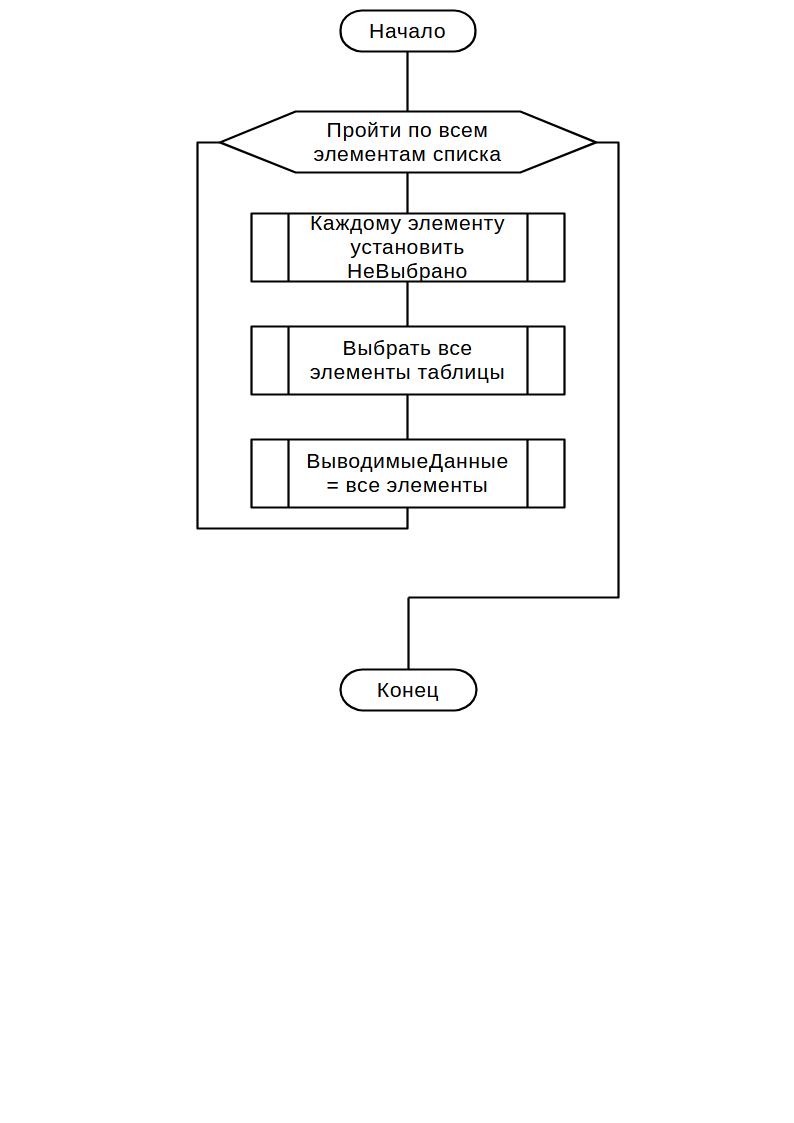 Начало
Пройти по всем
элементам списка
Каждому элементу
установить
НеВыбрано
Выбрать все
элементы таблицы
ВыводимыеДанные
= все элементы
Конец